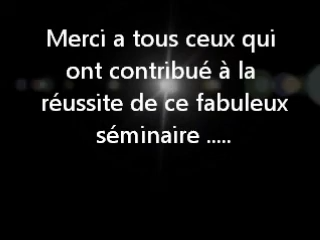 Merci a tous ceux qui
ont contribué à la
réussite de ce fabuleux
séminaire .....